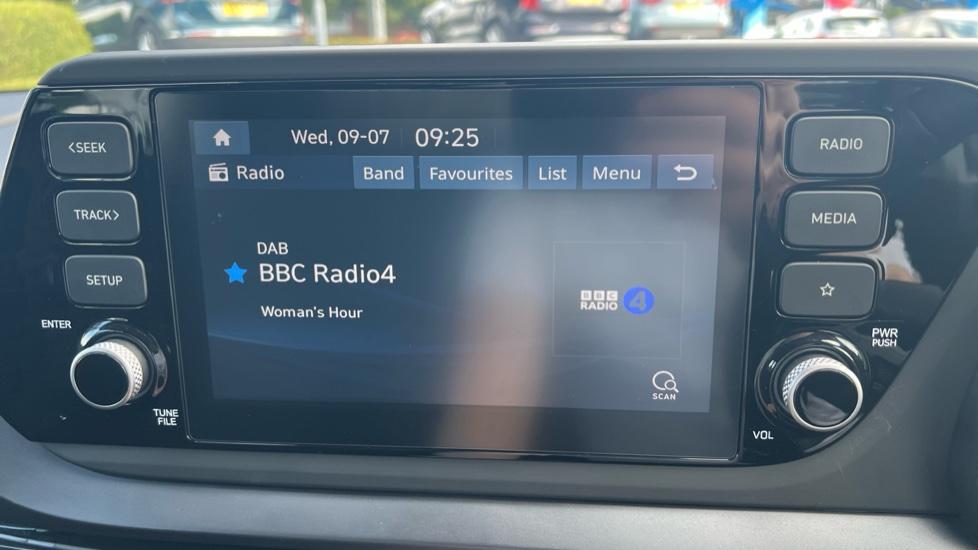 <SEEK
TRACK>
SETUP
ENTER
TUNE
FILE
Wed, 09-07 09:25
Radio Band Favourites List Menu
DAB
BBC Radio4
Woman's Hour
BBC
RADIO 4
SCAN
RADIO
MEDIA
PWR
PUSH
VOL